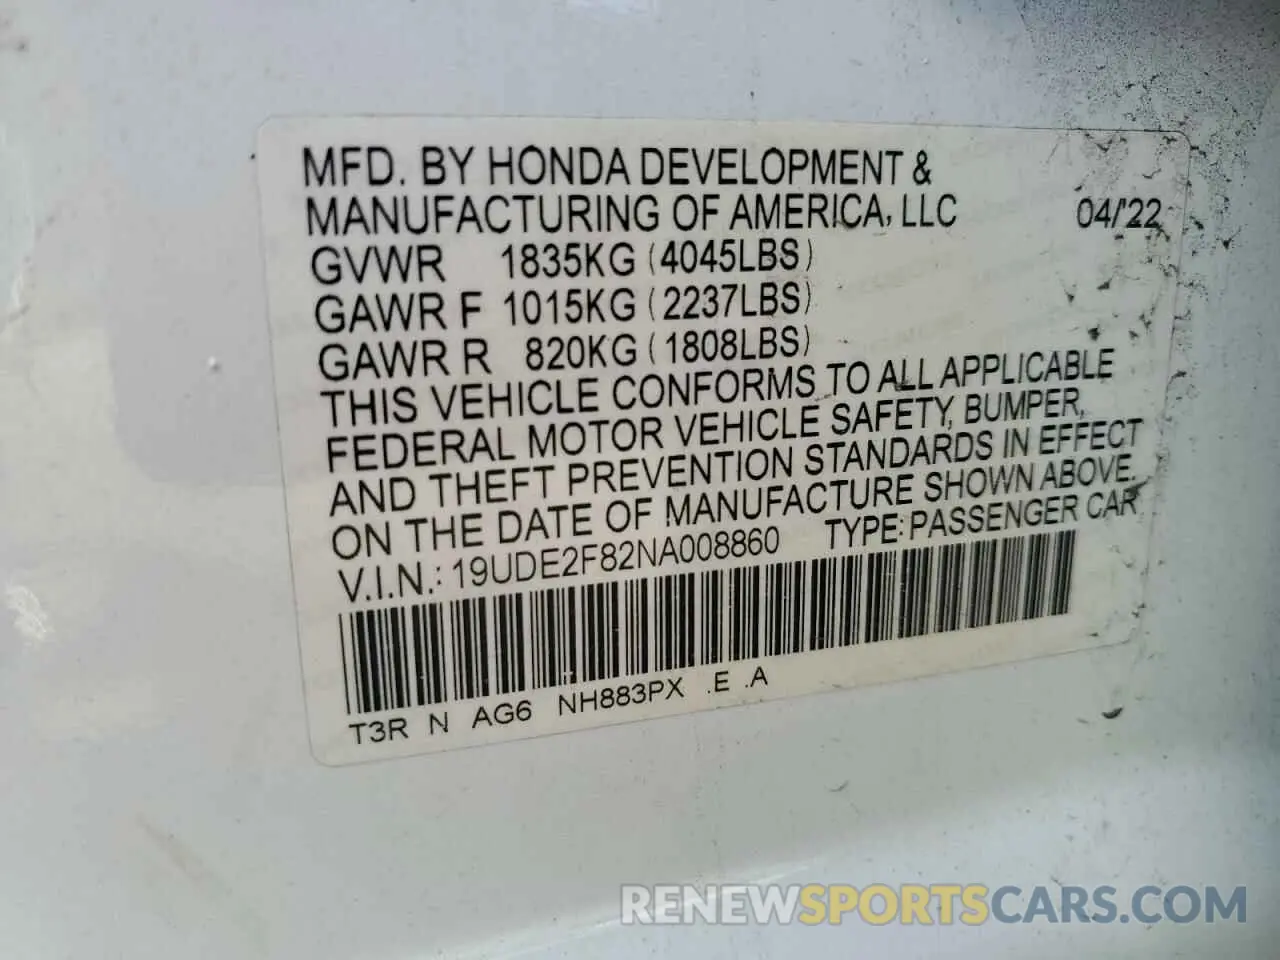 MFD. BY HONDA DEVELOPMENT &
MANUFACTURING OF AMERICA, LLC 04/'22
GVWR 1835KG (4045LBS)
GAWR F 1015KG (2237LBS)
GAWR R 820KG (1808LBS)
THIS VEHICLE CONFORMS TO ALL APPLICABLE
FEDERAL MOTOR VEHICLE SAFETY, BUMPER,
AND THEFT PREVENTION STANDARDS IN EFFECT
ON THE DATE OF MANUFACTURE SHOWN ABOVE.
V.I.N.: 19UDE2F82NA008860 TYPE: PASSENGER CAR
T3R N AG6 NH883PX .E .A
RENEWSPORTSCARS.COM